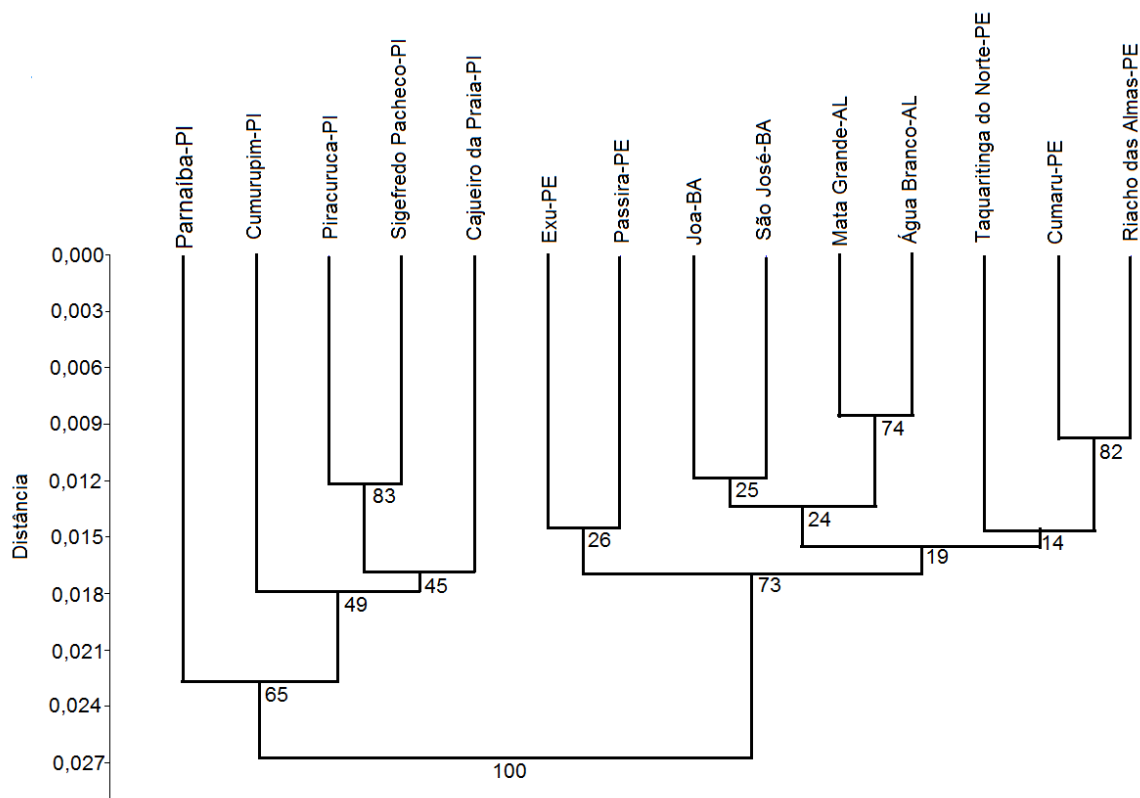 Parnaíba-PI
Cumurupim-PI
Piracuruca-PI
Sigefredo Pacheco-PI
Cajueiro da Praia-PI
Exu-PE
Passira-PE
Joa-BA
São José-BA
Mata Grande-AL
Água Branco-AL
Taquaritinga do Norte-PE
Cumaru-PE
Riacho das Almas-PE
Distância
0,000
0,003
0,006
0,009
0,012
0,015
0,018
0,021
0,024
0,027
74
82
83
25
24
26
14
19
45
73
49
65
100